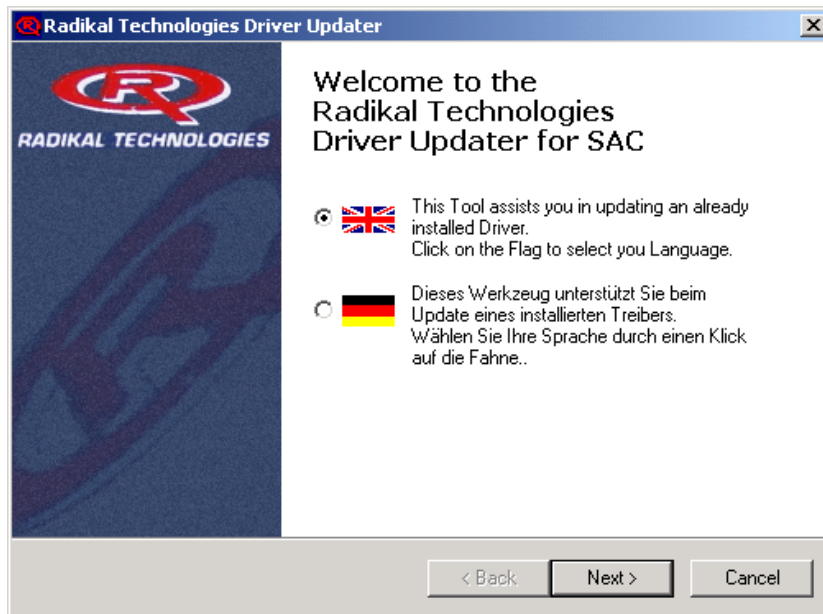 Radikal Technologies Driver Updater
RADIKAL TECHNOLOGIES
Welcome to the
Radikal Technologies
Driver Updater for SAC
This Tool assists you in updating an already
installed Driver.
Click on the Flag to select you Language.
Dieses Werkzeug unterstützt Sie beim
Update eines installierten Treibers.
Wählen Sie Ihre Sprache durch einen Klick
auf die Fahne..
< Back
Next >
Cancel